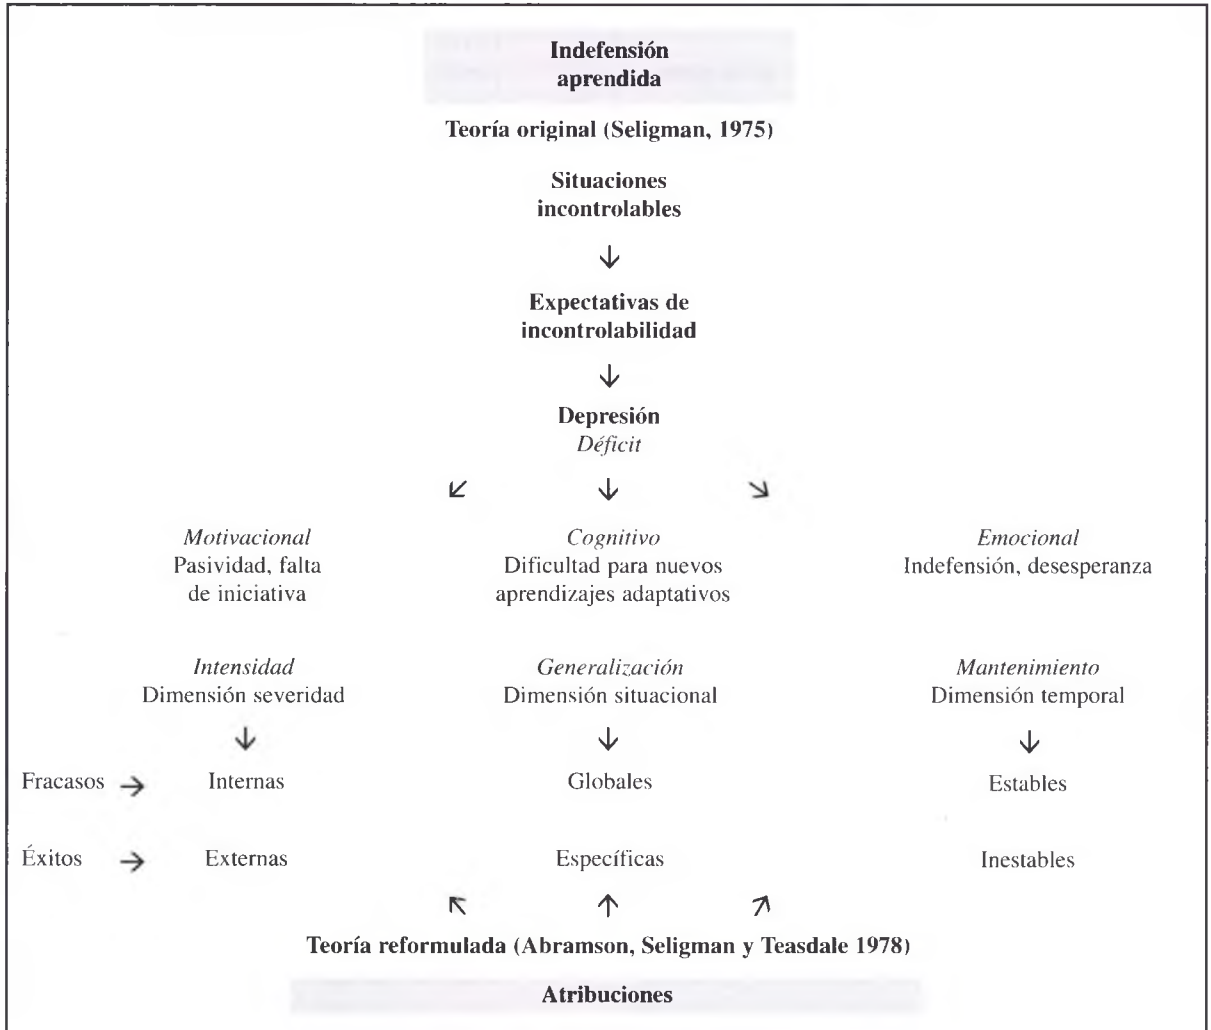 Indefensión
aprendida
Teoría original (Seligman, 1975)
Situaciones
incontrolables
↓
Expectativas de
incontrolabilidad
↓
Depresión
Déficit
↙ ↓ ↘
Motivacional Cognitivo Emocional
Pasividad, falta Dificultad para nuevos Indefensión, desesperanza
de iniciativa aprendizajes adaptativos
Intensidad Generalización Mantenimiento
Dimensión severidad Dimensión situacional Dimensión temporal
↓ ↓ ↓
Fracasos → Internas Globales Estables
Éxitos → Externas Específicas Inestables
↖ ↑ ↗
Teoría reformulada (Abramson, Seligman y Teasdale 1978)
Atribuciones